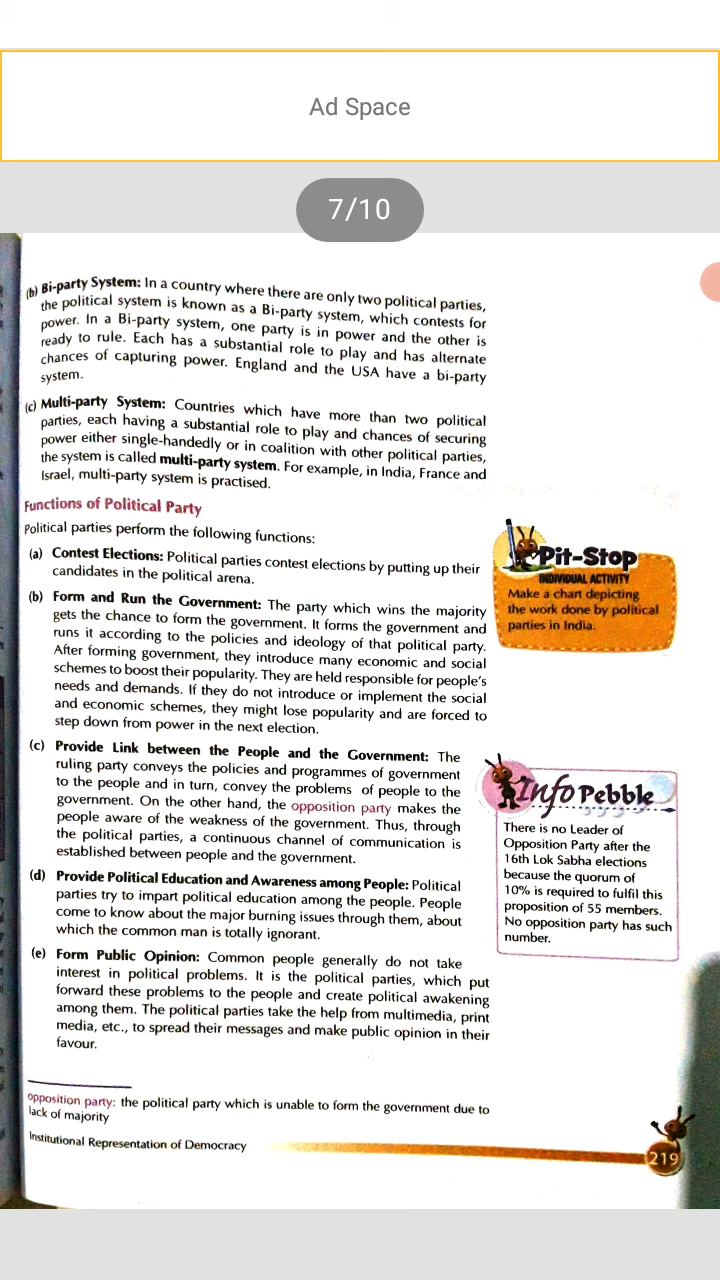 Ad Space
7/10
(b) Bi-party System: In a country where there are only two political parties,
the political system is known as a Bi-party system, which contests for
power. In a Bi-party system, one party is in power and the other is
ready to rule. Each has a substantial role to play and has alternate
chances of capturing power. England and the USA have a bi-party
system.
(c) Multi-party System: Countries which have more than two political
parties, each having a substantial role to play and chances of securing
power either single-handedly or in coalition with other political parties,
the system is called multi-party system. For example, in India, France and
Israel, multi-party system is practised.
Functions of Political Party
Political parties perform the following functions:
(a) Contest Elections: Political parties contest elections by putting up their
candidates in the political arena.
(b) Form and Run the Government: The party which wins the majority
gets the chance to form the government. It forms the government and
runs it according to the policies and ideology of that political party.
After forming government, they introduce many economic and social
schemes to boost their popularity. They are held responsible for people's
needs and demands. If they do not introduce or implement the social
and economic schemes, they might lose popularity and are forced to
step down from power in the next election.
(c) Provide Link between the People and the Government: The
ruling party conveys the policies and programmes of government
to the people and in turn, convey the problems of people to the
government. On the other hand, the opposition party makes the
people aware of the weakness of the government. Thus, through
the political parties, a continuous channel of communication is
established between people and the government.
(d) Provide Political Education and Awareness among People: Political
parties try to impart political education among the people. People
come to know about the major burning issues through them, about
which the common man is totally ignorant.
(e) Form Public Opinion: Common people generally do not take
interest in political problems. It is the political parties, which put
forward these problems to the people and create political awakening
among them. The political parties take the help from multimedia, print
media, etc., to spread their messages and make public opinion in their
favour.
Pit-Stop
INDIVIDUAL ACTIVITY
Make a chart depicting
the work done by political
parties in India.
Info Pebble
There is no Leader of
Opposition Party after the
16th Lok Sabha elections
because the quorum of
10% is required to fulfil this
proposition of 55 members.
No opposition party has such
number.
opposition party: the political party which is unable to form the government due to
lack of majority
Institutional Representation of Democracy
219